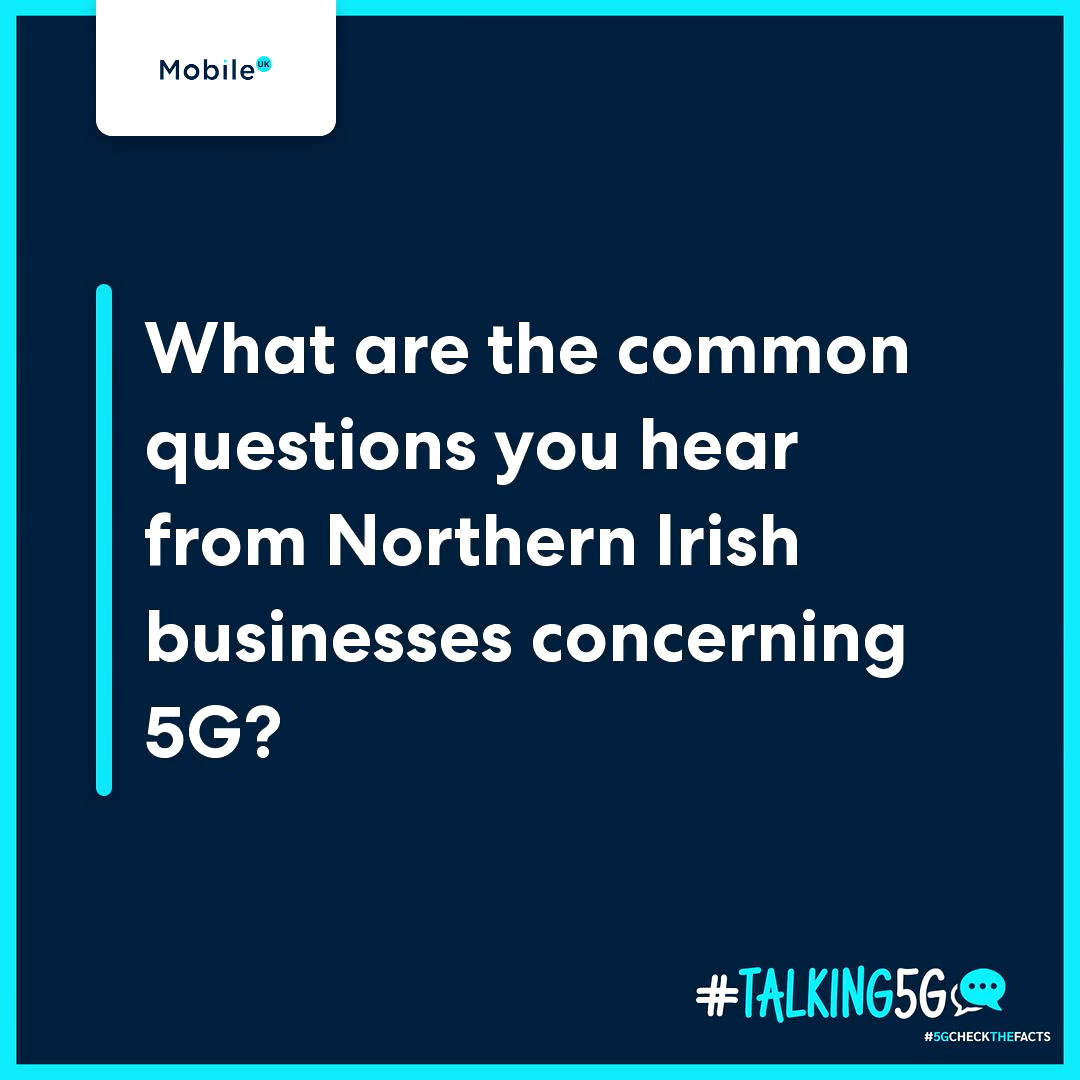 Mobile UK
What are the common
questions you hear
from Northern Irish
businesses concerning
5G?
#TALKING5G
#5GCHECKTHEFACTS